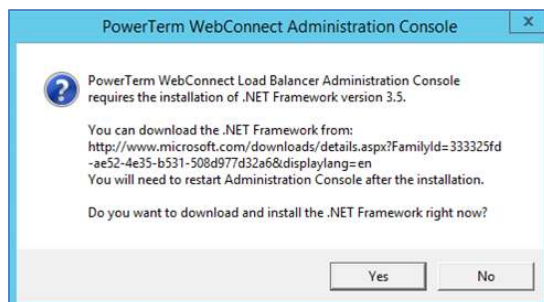 PowerTerm WebConnect Administration Console
x
PowerTerm WebConnect Load Balancer Administration Console
requires the installation of .NET Framework version 3.5.
You can download the .NET Framework from:
http://www.microsoft.com/downloads/details.aspx?FamilyId=333325fd
-ae52-4e35-b531-508d977d32a6&displaylang=en
You will need to restart Administration Console after the installation.
Do you want to download and install the .NET Framework right now?
Yes No